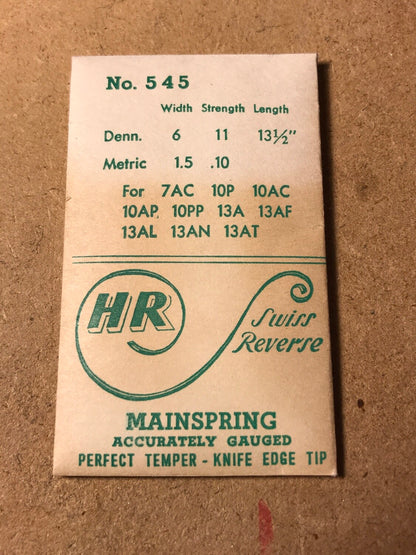 No. 545
Width Strength Length
Denn. 6 11 13½"
Metric 1.5 .10
For 7AC 10P 10AC
10AP 10PP 13A 13AF
13AL 13AN 13AT
HR
Swiss
Reverse
MAINSPRING
ACCURATELY GAUGED
PERFECT TEMPER - KNIFE EDGE TIP